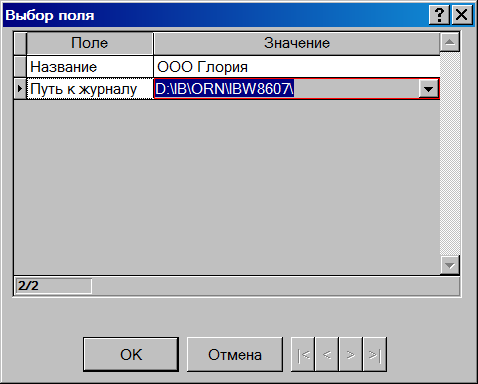 Выбор поля
Поле Значение
Название ООО Глория
Путь к журналу D:\IB\ORN\IBW8607\
2/2
OK Отмена |< < > >|